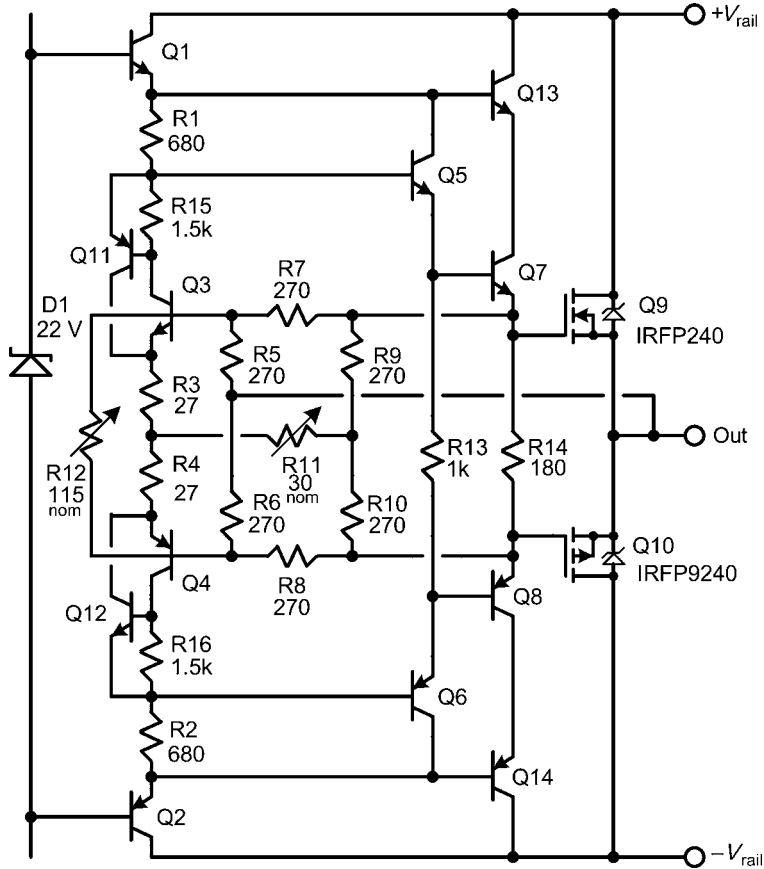 +Vrail
Q1
Q13
R1
680
Q5
R15
1.5k
Q11
Q3
R7
270
Q7
D1
22 V
Q9
IRFP240
R5
270
R9
270
R3
27
R12
115
nom
R11
30
nom
R13
1k
R14
180
Out
R4
27
R6
270
R10
270
Q10
IRFP9240
Q4
R8
270
Q8
Q12
R16
1.5k
Q6
R2
680
Q14
Q2
−Vrail